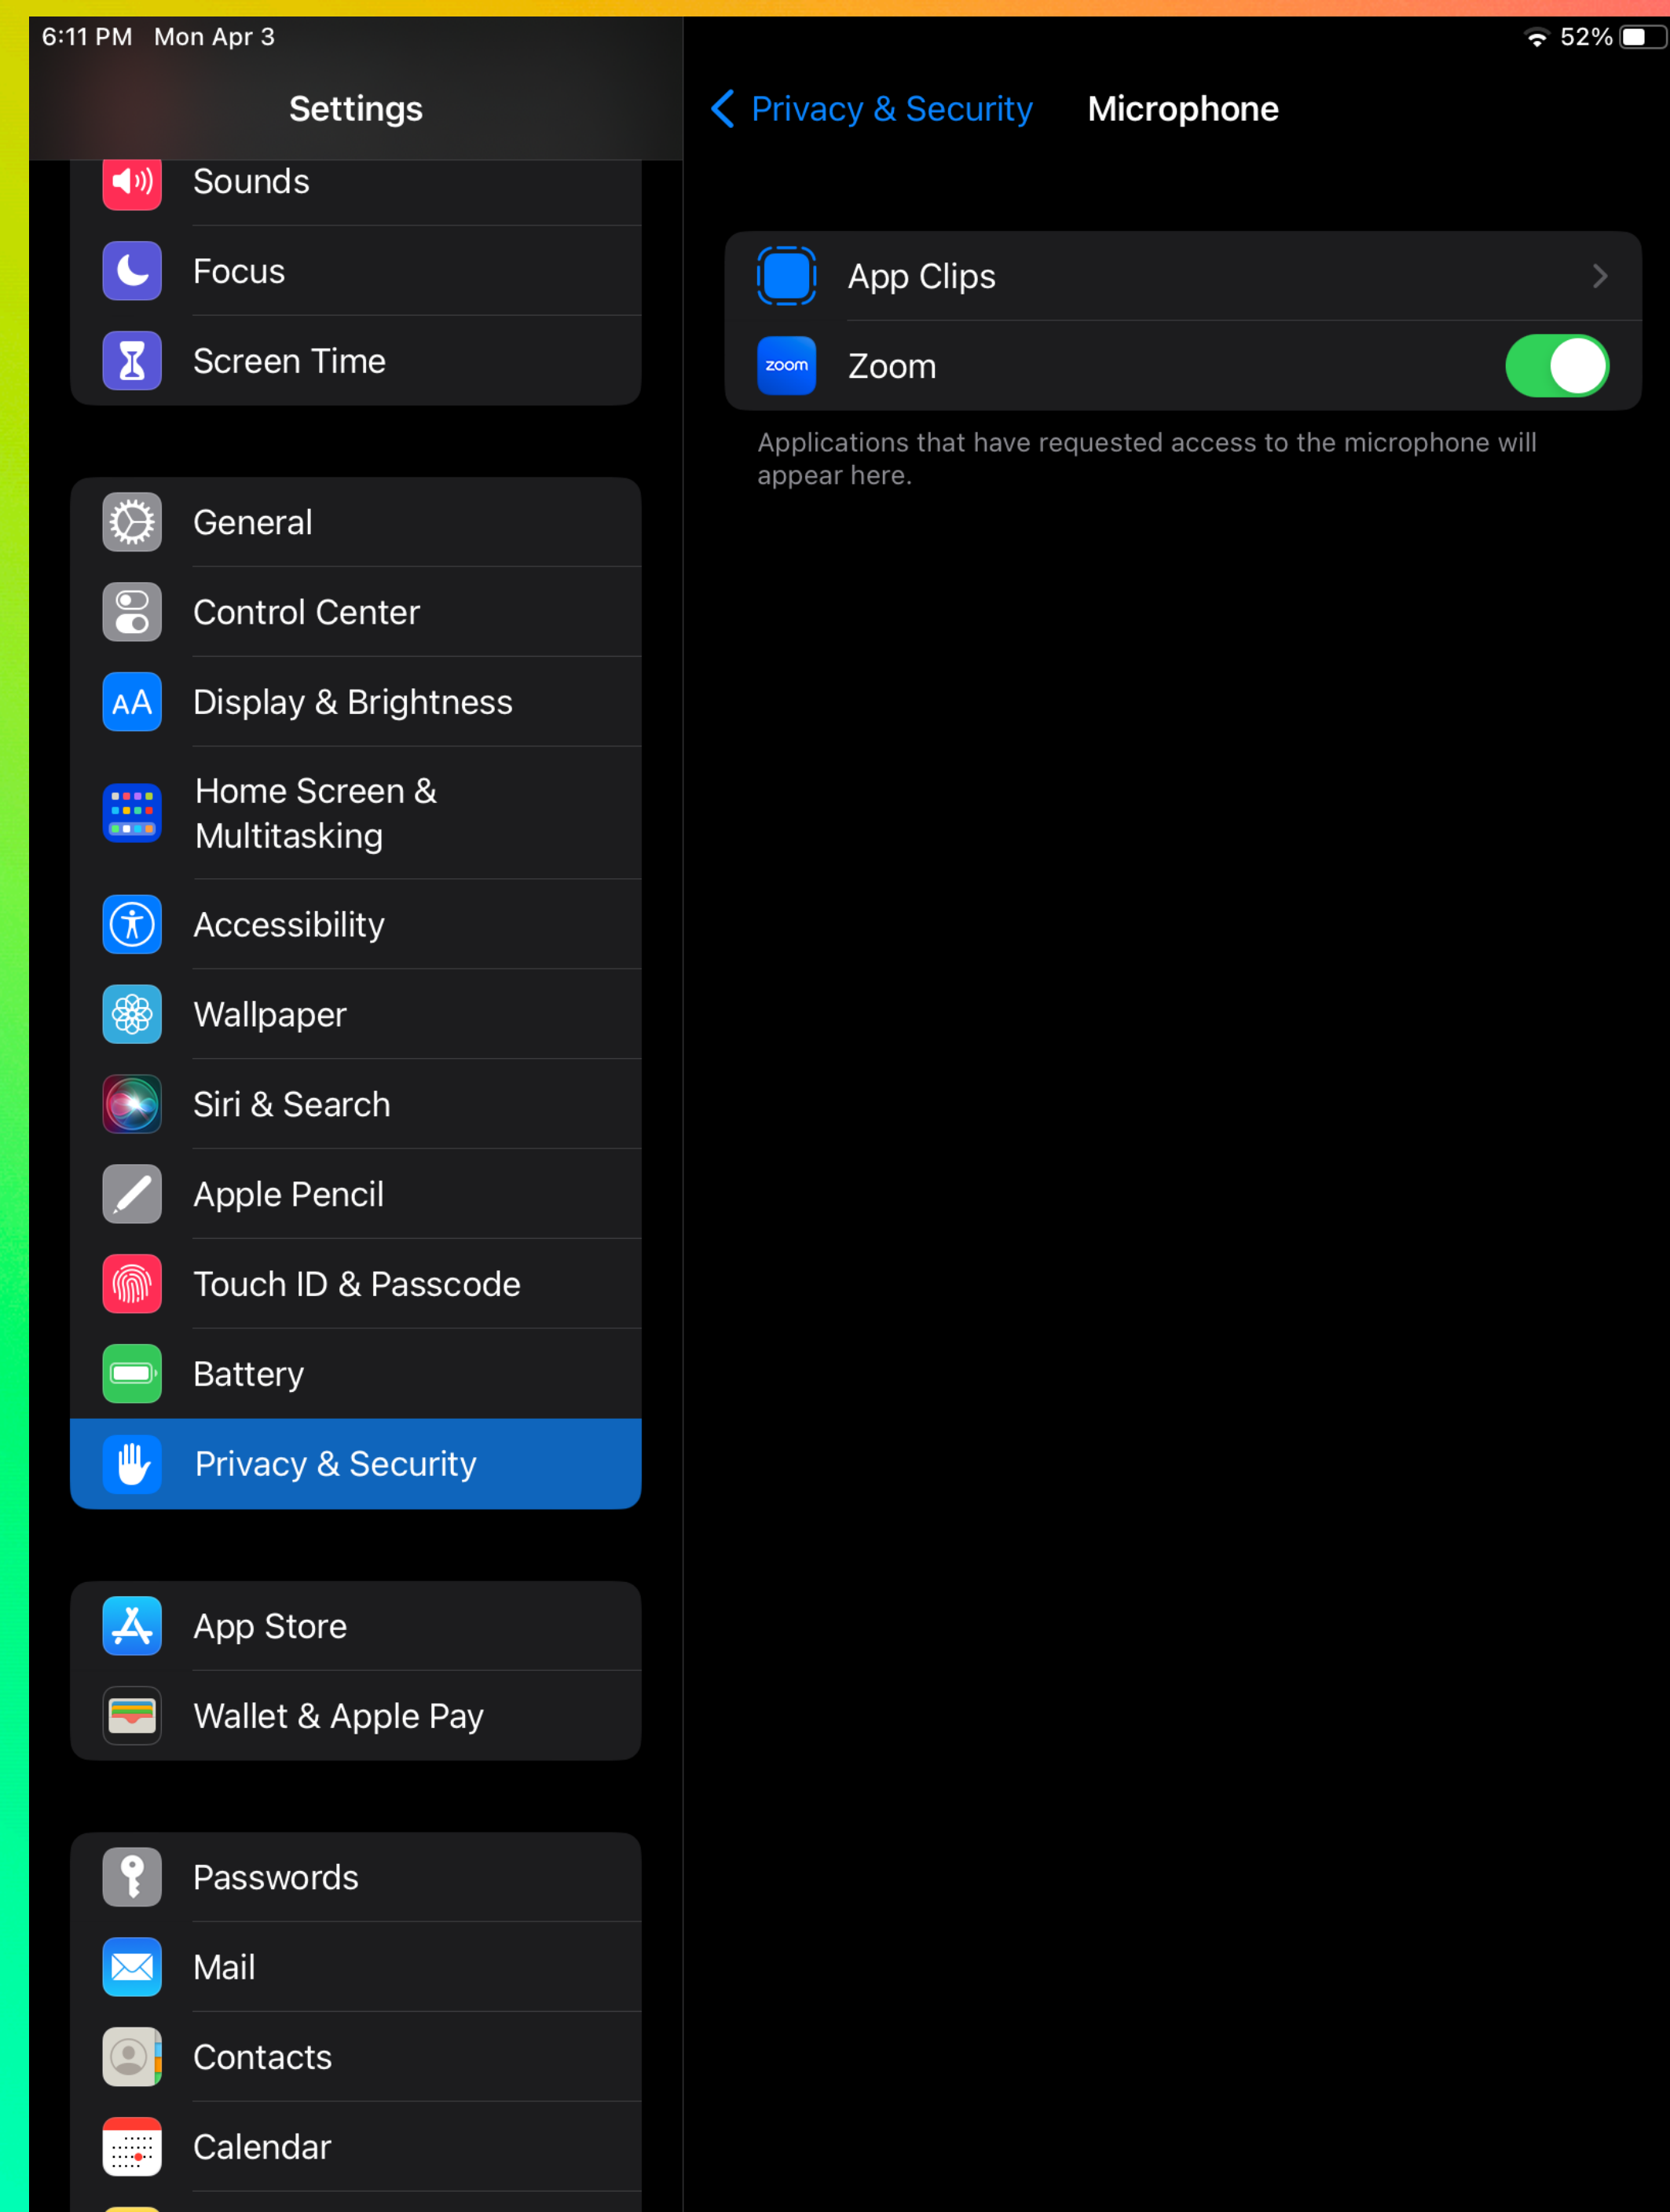 6:11 PM Mon Apr 3
52%
Settings
Sounds
Focus
Screen Time
General
Control Center
AA
Display & Brightness
Home Screen &
Multitasking
Accessibility
Wallpaper
Siri & Search
Apple Pencil
Touch ID & Passcode
Battery
Privacy & Security
App Store
Wallet & Apple Pay
Passwords
Mail
Contacts
Calendar
Privacy & Security Microphone
App Clips
zoom
Zoom
Applications that have requested access to the microphone will
appear here.